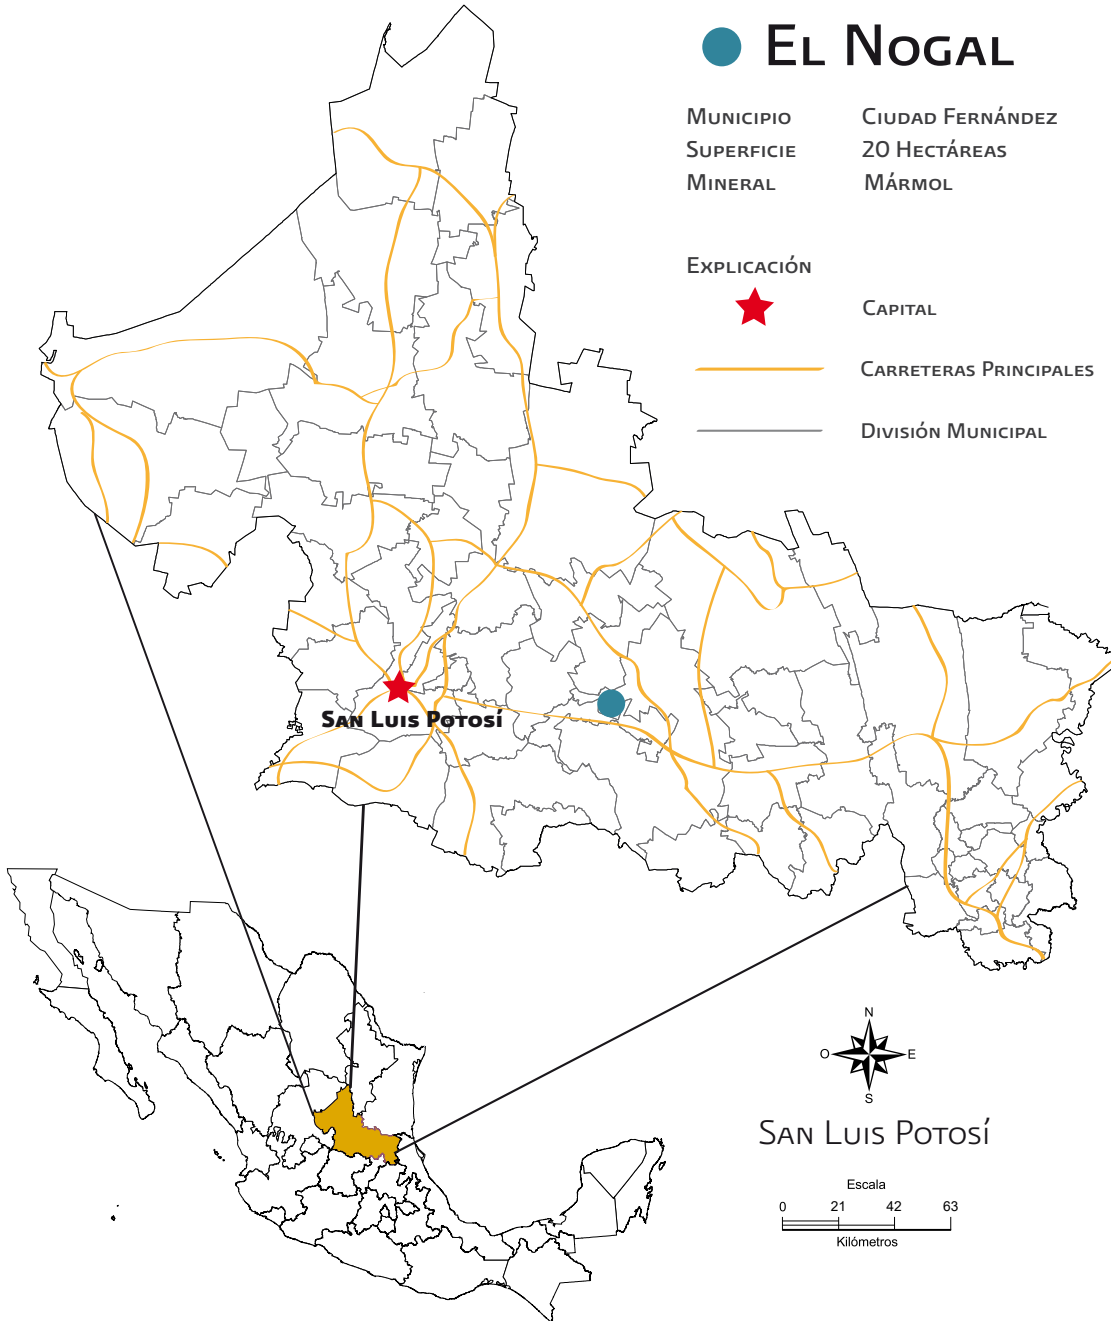 El Nogal
Municipio Ciudad Fernández
Superficie 20 Hectáreas
Mineral Mármol
Explicación
Capital
Carreteras Principales
División Municipal
San Luis Potosí
N
O E
S
San Luis Potosí
Escala
0 21 42 63
Kilómetros